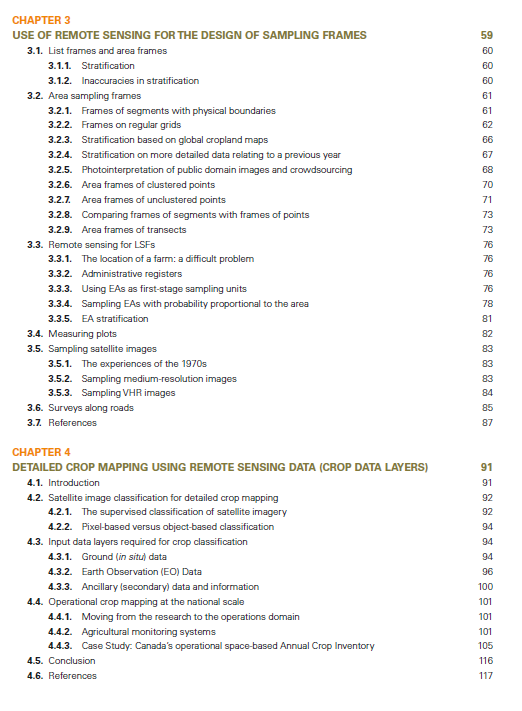 CHAPTER 3
USE OF REMOTE SENSING FOR THE DESIGN OF SAMPLING FRAMES 59
3.1. List frames and area frames 60
3.1.1. Stratification 60
3.1.2. Inaccuracies in stratification 60
3.2. Area sampling frames 61
3.2.1. Frames of segments with physical boundaries 61
3.2.2. Frames on regular grids 62
3.2.3. Stratification based on global cropland maps 66
3.2.4. Stratification on more detailed data relating to a previous year 67
3.2.5. Photointerpretation of public domain images and crowdsourcing 68
3.2.6. Area frames of clustered points 70
3.2.7. Area frames of unclustered points 71
3.2.8. Comparing frames of segments with frames of points 73
3.2.9. Area frames of transects 73
3.3. Remote sensing for LSFs 76
3.3.1. The location of a farm: a difficult problem 76
3.3.2. Administrative registers 76
3.3.3. Using EAs as first-stage sampling units 76
3.3.4. Sampling EAs with probability proportional to the area 78
3.3.5. EA stratification 81
3.4. Measuring plots 82
3.5. Sampling satellite images 83
3.5.1. The experiences of the 1970s 83
3.5.2. Sampling medium-resolution images 83
3.5.3. Sampling VHR images 84
3.6. Surveys along roads 85
3.7. References 87
CHAPTER 4
DETAILED CROP MAPPING USING REMOTE SENSING DATA (CROP DATA LAYERS) 91
4.1. Introduction 91
4.2. Satellite image classification for detailed crop mapping 92
4.2.1. The supervised classification of satellite imagery 92
4.2.2. Pixel-based versus object-based classification 94
4.3. Input data layers required for crop classification 94
4.3.1. Ground (in situ) data 94
4.3.2. Earth Observation (EO) Data 96
4.3.3. Ancillary (secondary) data and information 100
4.4. Operational crop mapping at the national scale 101
4.4.1. Moving from the research to the operations domain 101
4.4.2. Agricultural monitoring systems 101
4.4.3. Case Study: Canada's operational space-based Annual Crop Inventory 105
4.5. Conclusion 116
4.6. References 117